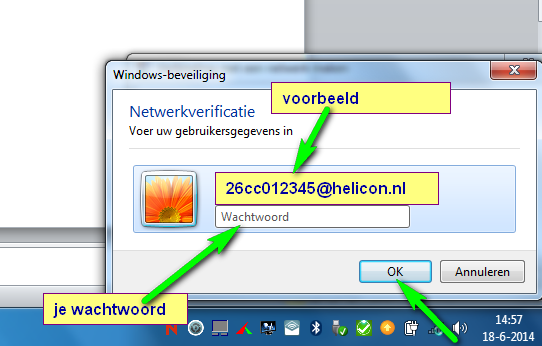 Windows-beveiliging
voorbeeld
Netwerkverificatie
Voer uw gebruikersgegevens in
26cc012345@helicon.nl
Wachtwoord
OK
Annuleren
je wachtwoord
14:57
18-6-2014